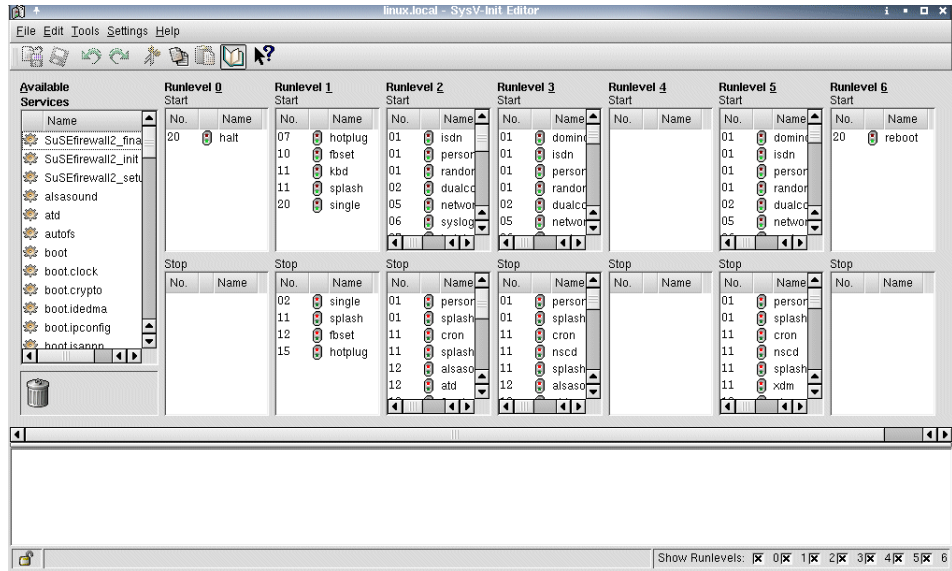 linux.local - SysV-Init Editor
File Edit Tools Settings Help
Available Services
Name
SuSEfirewall2_fina
SuSEfirewall2_init
SuSEfirewall2_setu
alsasound
atd
autofs
boot
boot.clock
boot.crypto
boot.idedma
boot.ipconfig
boot.isapnp
Runlevel 0
Start
No. Name
20 halt
Stop
No. Name
Runlevel 1
Start
No. Name
07 hotplug
10 fbset
11 kbd
11 splash
20 single
Stop
No. Name
02 single
11 splash
12 fbset
15 hotplug
Runlevel 2
Start
No. Name
01 isdn
01 person
01 randor
02 dualcc
05 networ
06 syslog
Stop
No. Name
01 person
01 splash
11 cron
11 splash
12 alsaso
12 atd
Runlevel 3
Start
No. Name
01 domino
01 isdn
01 person
01 randor
02 dualcc
05 networ
Stop
No. Name
01 person
01 splash
11 cron
11 nscd
11 splash
12 alsaso
Runlevel 4
Start
No. Name
Stop
No. Name
Runlevel 5
Start
No. Name
01 domino
01 isdn
01 person
01 randor
02 dualcc
05 networ
Stop
No. Name
01 person
01 splash
11 cron
11 nscd
11 splash
11 xdm
Runlevel 6
Start
No. Name
20 reboot
Stop
No. Name
Show Runlevels: 0 1 2 3 4 5 6